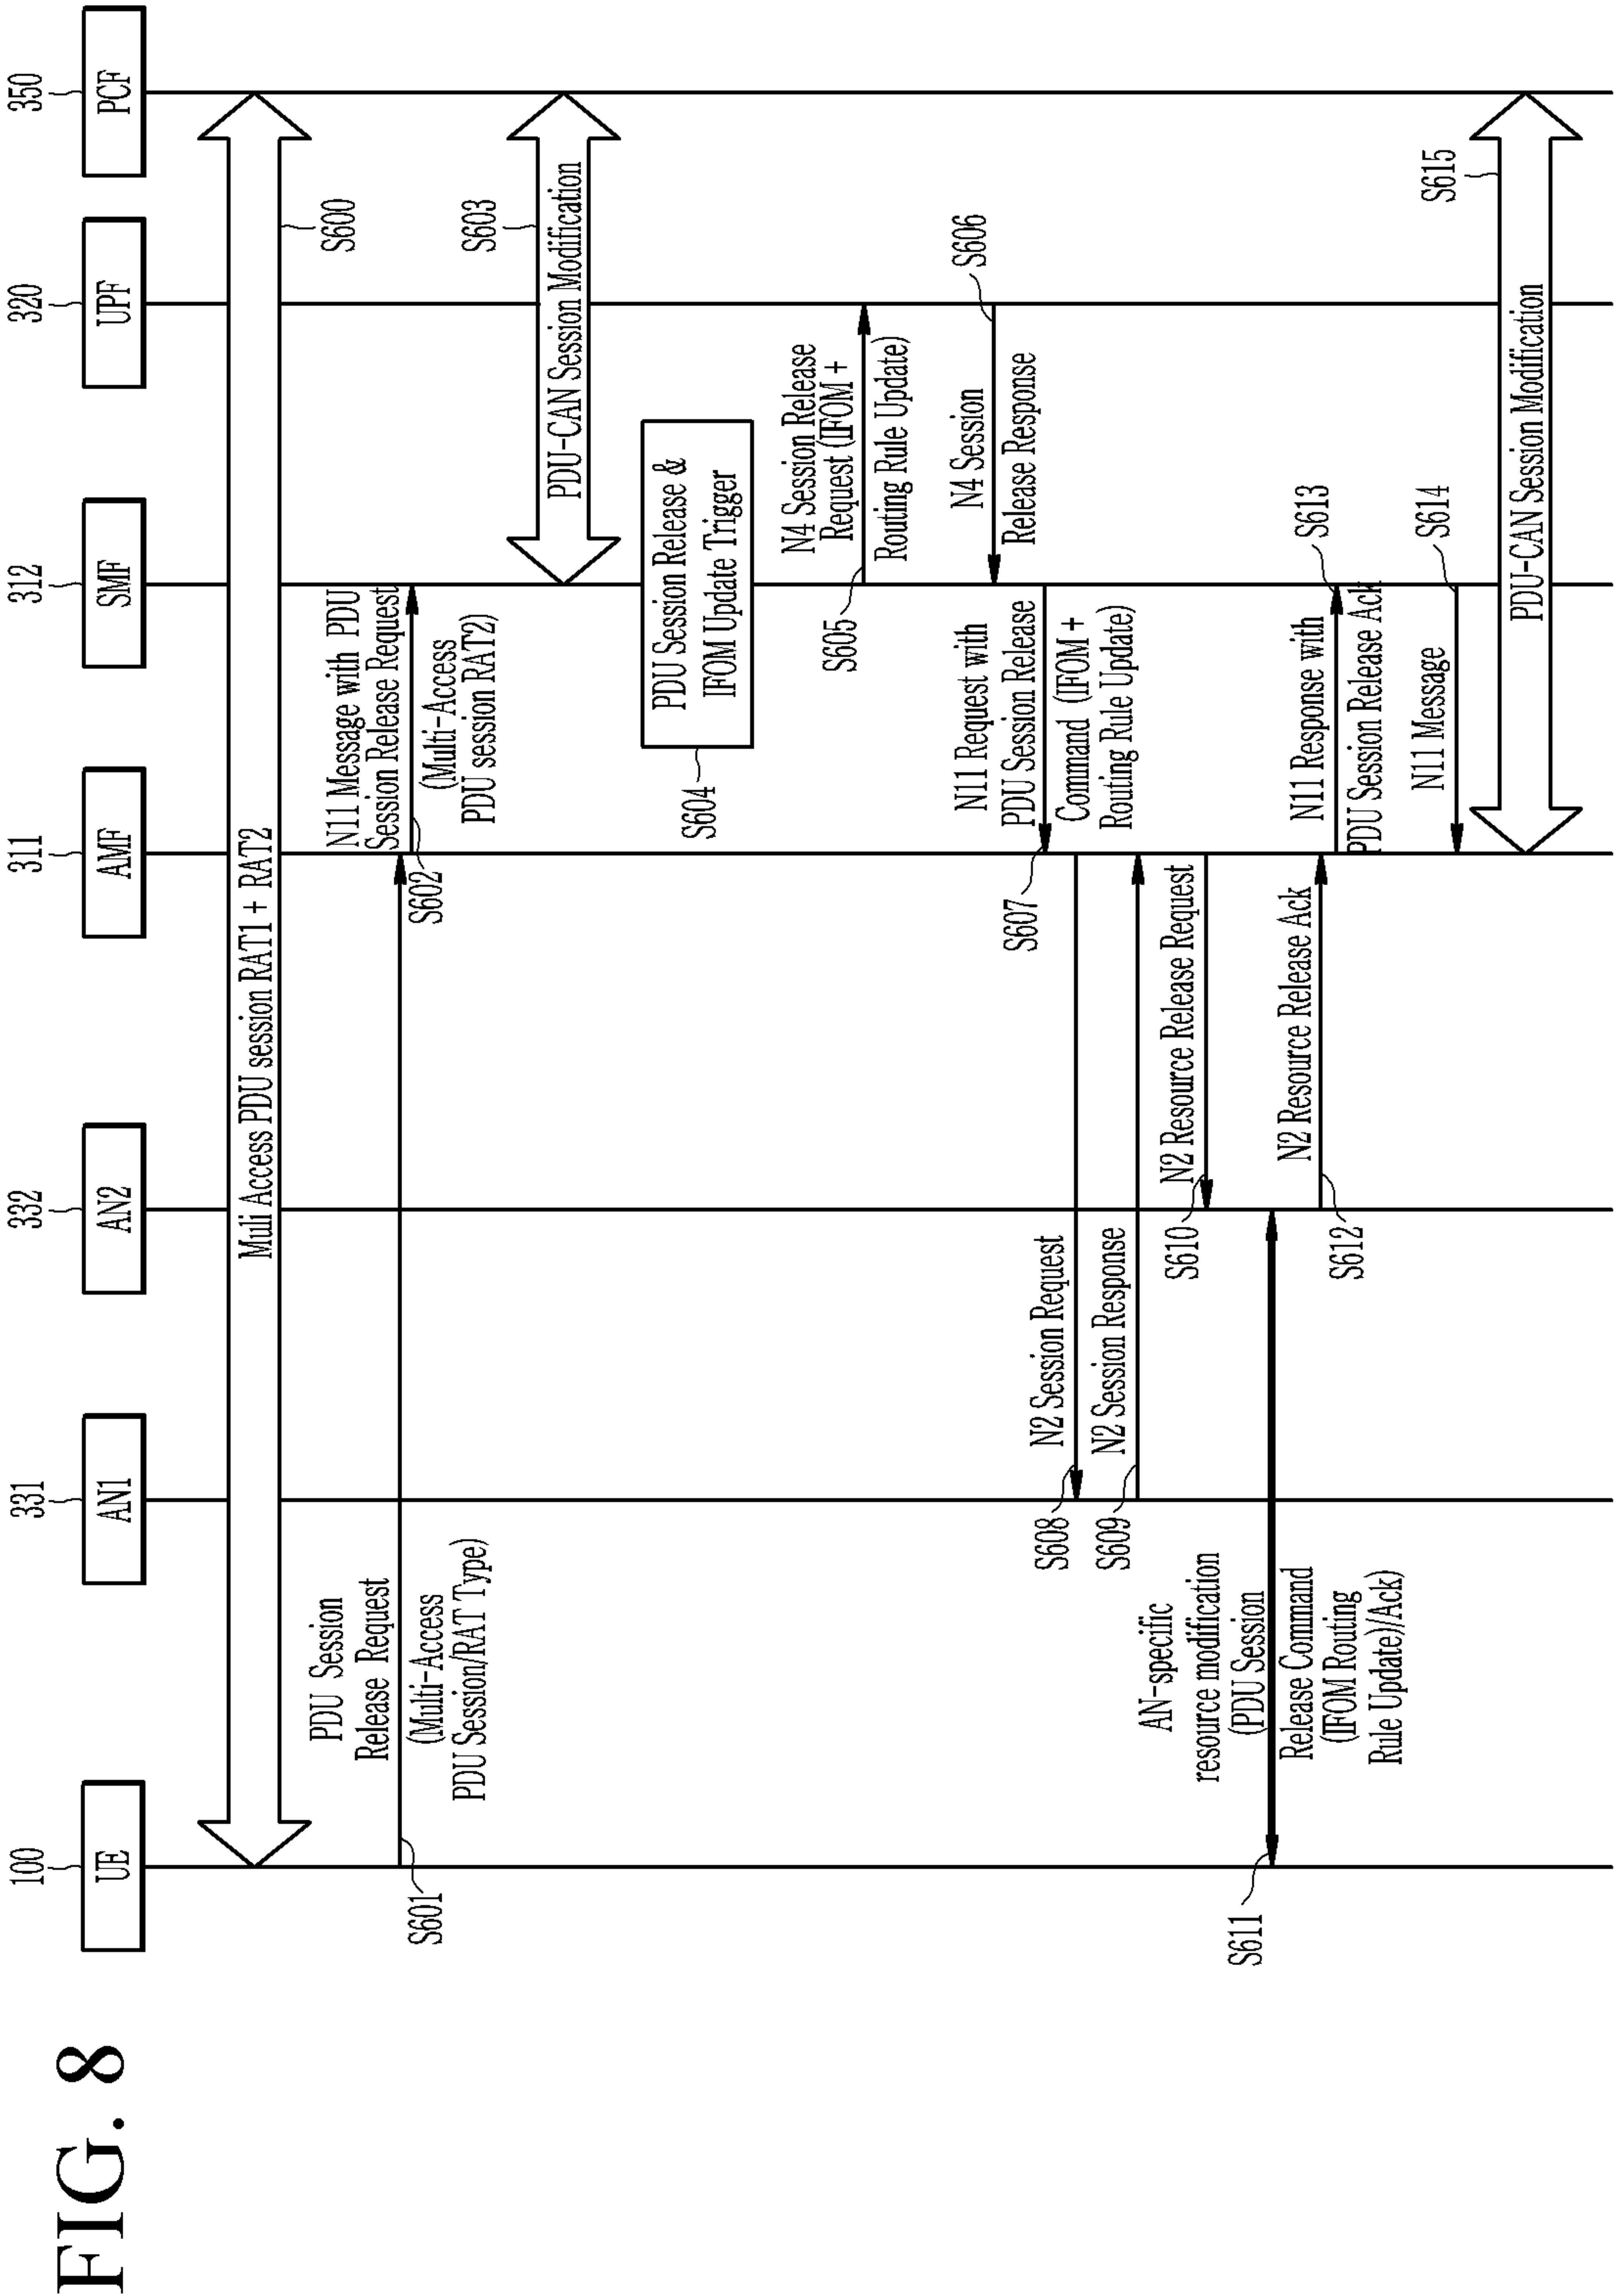 FIG. 8
100
331
332
311
312
320
350
UE
AN1
AN2
AMF
SMF
UPF
PCF
Muli Access PDU session RAT1 + RAT2
S600
PDU Session
Release Request
(Multi-Access
PDU Session/RAT Type)
S601
N11 Message with PDU
Session Release Request
(Multi-Access
PDU session RAT2)
S602
S603
PDU-CAN Session Modification
PDU Session Release &
IFOM Update Trigger
S604
N4 Session Release
Request (IFOM +
Routing Rule Update)
S605
S606
N4 Session
Release Response
N11 Request with
PDU Session Release
Command (IFOM +
Routing Rule Update)
S607
N2 Session Request
S608
N2 Session Response
S609
N2 Resource Release Request
S610
AN-specific
resource modification
(PDU Session
Release Command
(IFOM Routing
Rule Update)/Ack)
S611
N2 Resource Release Ack
S612
N11 Response with
PDU Session Release Ack
S613
N11 Message
S614
S615
PDU-CAN Session Modification